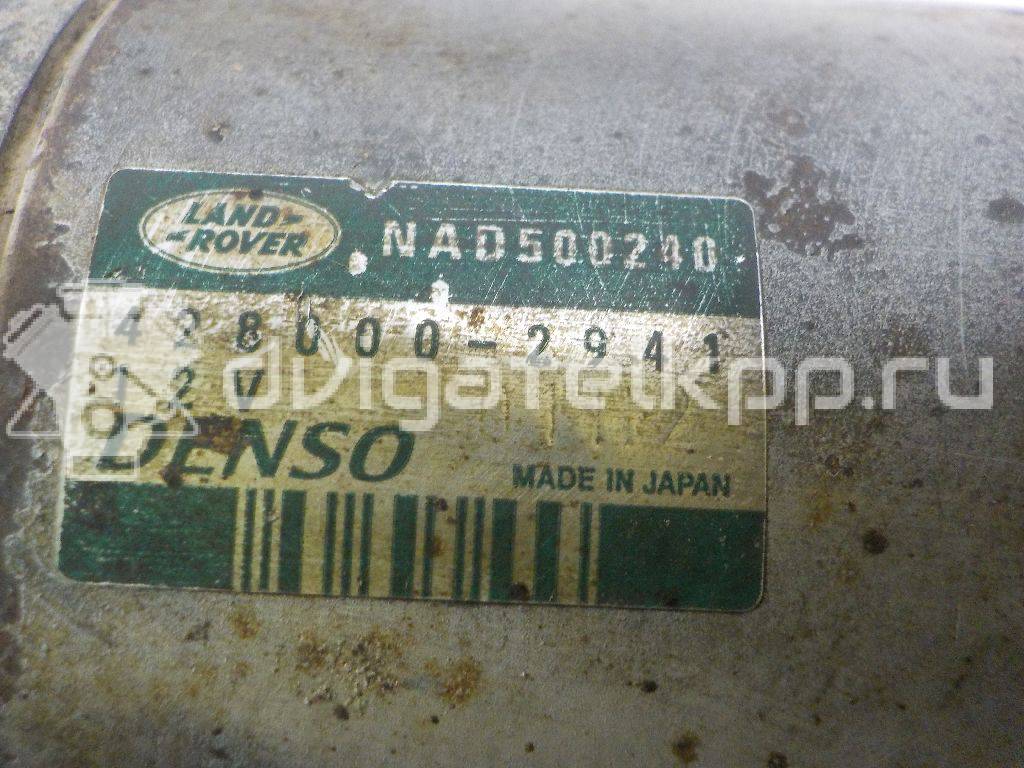 LAND-
-ROVER
NAD500240
428000-2941
12V
DENSO
MADE IN JAPAN
dvigatelkpp.ru